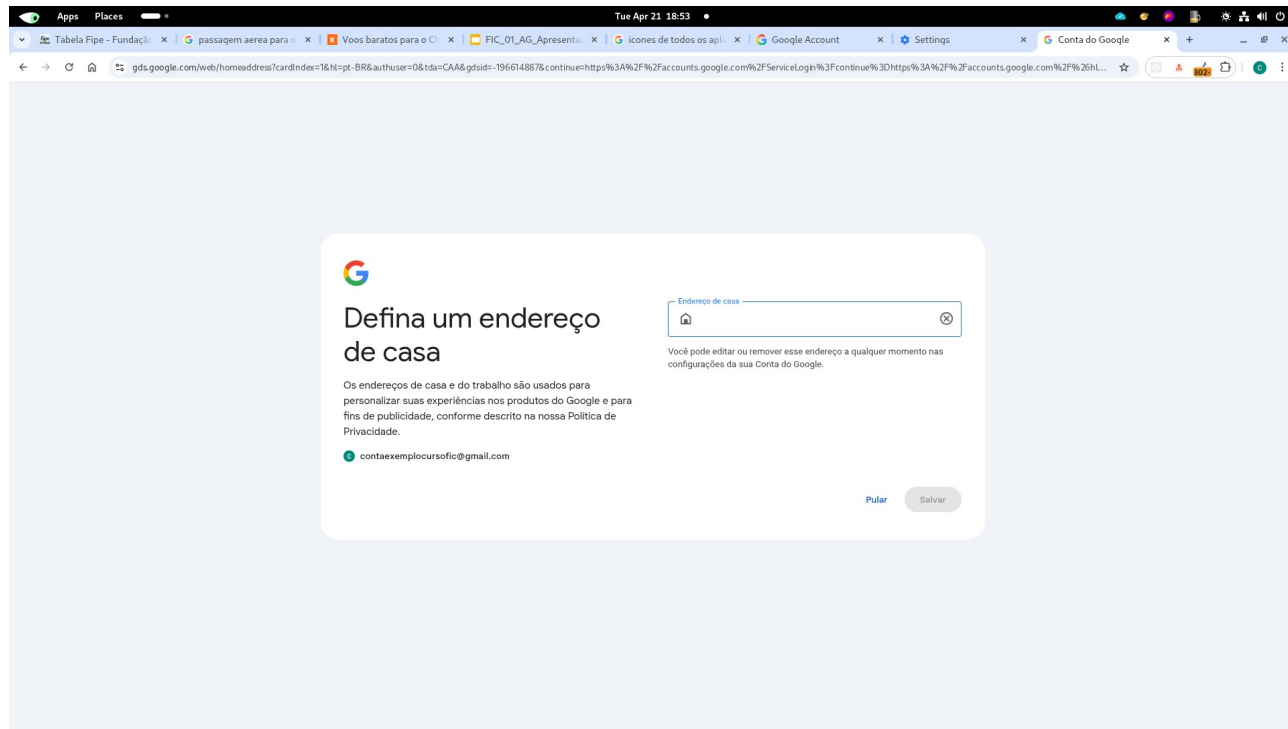 Apps Places Tue Apr 21 18:53
Tabela Fipe - Fundação G passagem aerea para o K Voos baratos para o Ch FIC_01_AG_Apresentac G icones de todos os apli G Google Account Settings G Conta do Google
gds.google.com/web/homeaddress?cardIndex=1&hl=pt-BR&authuser=0&tda=CAA&gdsid=-196614887&continue=https%3A%2F%2Faccounts.google.com%2FServiceLogin%3Fcontinue%3Dhttps%3A%2F%2Faccounts.google.com%2F%26hl... 302 C
G
Defina um endereço
de casa
Os endereços de casa e do trabalho são usados para
personalizar suas experiências nos produtos do Google e para
fins de publicidade, conforme descrito na nossa Política de
Privacidade.
C contaexemplocursofic@gmail.com
Endereço de casa
Você pode editar ou remover esse endereço a qualquer momento nas
configurações da sua Conta do Google.
Pular Salvar